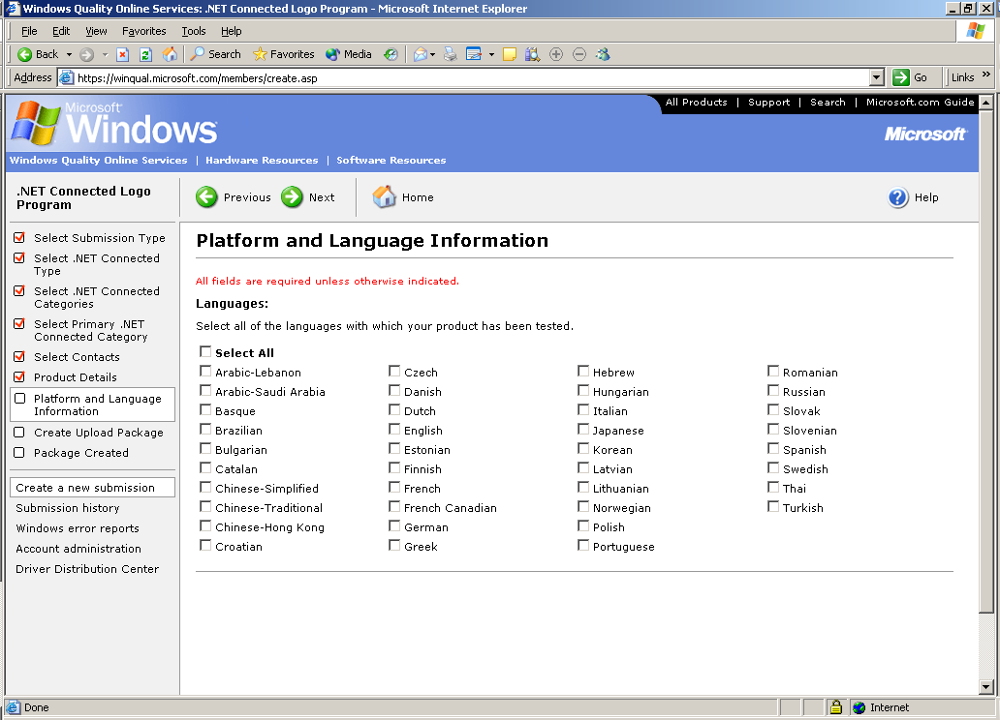 Windows Quality Online Services: .NET Connected Logo Program - Microsoft Internet Explorer
File Edit View Favorites Tools Help
Back Search Favorites Media
Address https://winqual.microsoft.com/members/create.asp Go Links »
All Products | Support | Search | Microsoft.com Guide
Microsoft
Windows
Microsoft
Windows Quality Online Services | Hardware Resources | Software Resources
.NET Connected Logo
Program
Previous Next Home Help
Select Submission Type
Select .NET Connected
Type
Select .NET Connected
Categories
Select Primary .NET
Connected Category
Select Contacts
Product Details
Platform and Language
Information
Create Upload Package
Package Created
Create a new submission
Submission history
Windows error reports
Account administration
Driver Distribution Center
Platform and Language Information
All fields are required unless otherwise indicated.
Languages:
Select all of the languages with which your product has been tested.
Select All
Arabic-Lebanon Czech Hebrew Romanian
Arabic-Saudi Arabia Danish Hungarian Russian
Basque Dutch Italian Slovak
Brazilian English Japanese Slovenian
Bulgarian Estonian Korean Spanish
Catalan Finnish Latvian Swedish
Chinese-Simplified French Lithuanian Thai
Chinese-Traditional French Canadian Norwegian Turkish
Chinese-Hong Kong German Polish
Croatian Greek Portuguese
Done Internet